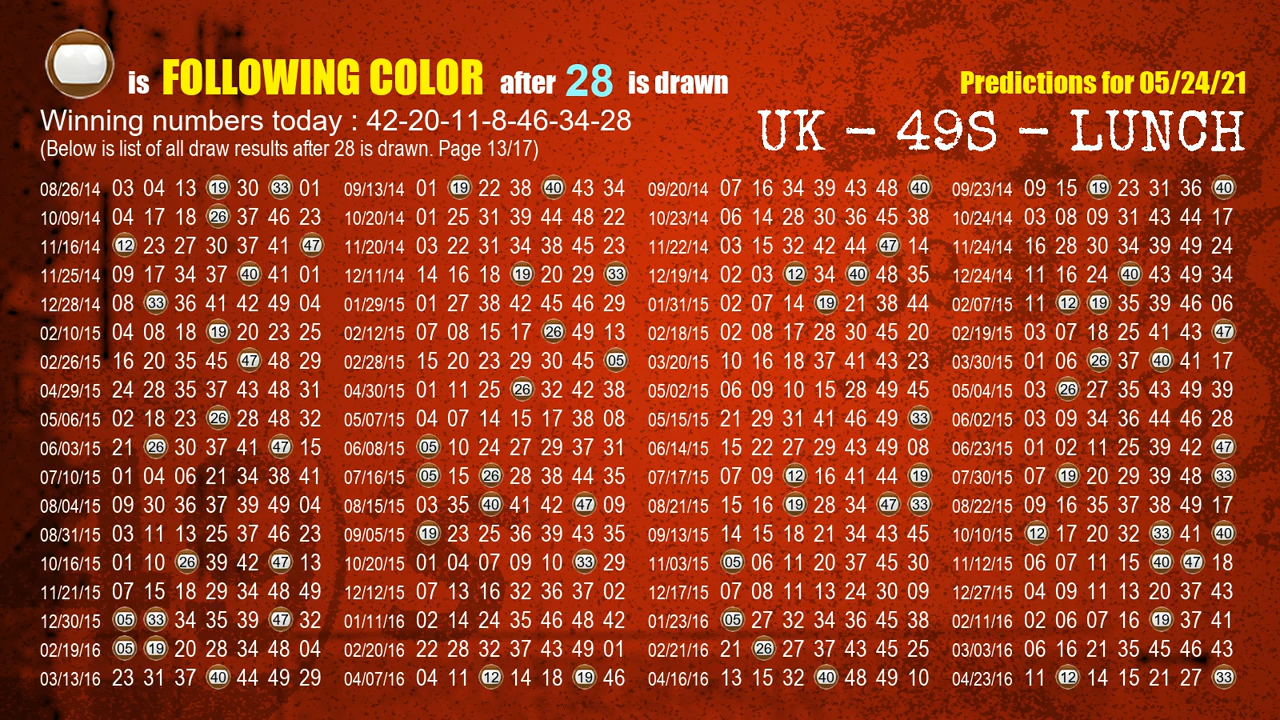 is FOLLOWING COLOR after 28 is drawn
Predictions for 05/24/21
Winning numbers today : 42-20-11-8-46-34-28
UK - 49S - LUNCH
(Below is list of all draw results after 28 is drawn. Page 13/17)
08/26/14 03 04 13 19 30 33 01 09/13/14 01 19 22 38 40 43 34 09/20/14 07 16 34 39 43 48 40 09/23/14 09 15 19 23 31 36 40
10/09/14 04 17 18 26 37 46 23 10/20/14 01 25 31 39 44 48 22 10/23/14 06 14 28 30 36 45 38 10/24/14 03 08 09 31 43 44 17
11/16/14 12 23 27 30 37 41 47 11/20/14 03 22 31 34 38 45 23 11/22/14 03 15 32 42 44 47 14 11/24/14 16 28 30 34 39 49 24
11/25/14 09 17 34 37 40 41 01 12/11/14 14 16 18 19 20 29 33 12/19/14 02 03 12 34 40 48 35 12/24/14 11 16 24 40 43 49 34
12/28/14 08 33 36 41 42 49 04 01/29/15 01 27 38 42 45 46 29 01/31/15 02 07 14 19 21 38 44 02/07/15 11 12 19 35 39 46 06
02/10/15 04 08 18 19 20 23 25 02/12/15 07 08 15 17 26 49 13 02/18/15 02 08 17 28 30 45 20 02/19/15 03 07 18 25 41 43 47
02/26/15 16 20 35 45 47 48 29 02/28/15 15 20 23 29 30 45 05 03/20/15 10 16 18 37 41 43 23 03/30/15 01 06 26 37 40 41 17
04/29/15 24 28 35 37 43 48 31 04/30/15 01 11 25 26 32 42 38 05/02/15 06 09 10 15 28 49 45 05/04/15 03 26 27 35 43 49 39
05/06/15 02 18 23 26 28 48 32 05/07/15 04 07 14 15 17 38 08 05/15/15 21 29 31 41 46 49 33 06/02/15 03 09 34 36 44 46 28
06/03/15 21 26 30 37 41 47 15 06/08/15 05 10 24 27 29 37 31 06/14/15 15 22 27 29 43 49 08 06/23/15 01 02 11 25 39 42 47
07/10/15 01 04 06 21 34 38 41 07/16/15 05 15 26 28 38 44 35 07/17/15 07 09 12 16 41 44 19 07/30/15 07 19 20 29 39 48 33
08/04/15 09 30 36 37 39 49 04 08/15/15 03 35 40 41 42 47 09 08/21/15 15 16 19 28 34 47 33 08/22/15 09 16 35 37 38 49 17
08/31/15 03 11 13 25 37 46 23 09/05/15 19 23 25 36 39 43 35 09/13/15 14 15 18 21 34 43 45 10/10/15 12 17 20 32 33 41 40
10/16/15 01 10 26 39 42 47 13 10/20/15 01 04 07 09 10 33 29 11/03/15 05 06 11 20 37 45 30 11/12/15 06 07 11 15 40 47 18
11/21/15 07 15 18 29 34 48 49 12/12/15 07 13 16 32 36 37 02 12/17/15 07 08 11 13 24 30 09 12/27/15 04 09 11 13 20 37 43
12/30/15 05 33 34 35 39 47 32 01/11/16 02 14 24 35 46 48 42 01/23/16 05 27 32 34 36 45 38 02/11/16 02 06 07 16 19 37 41
02/19/16 05 19 20 28 34 48 04 02/20/16 22 28 32 37 43 49 01 02/21/16 21 26 27 37 43 45 25 03/03/16 06 16 21 35 45 46 43
03/13/16 23 31 37 40 44 49 29 04/07/16 04 11 12 14 18 19 46 04/16/16 13 15 32 40 48 49 10 04/23/16 11 12 14 15 21 27 33